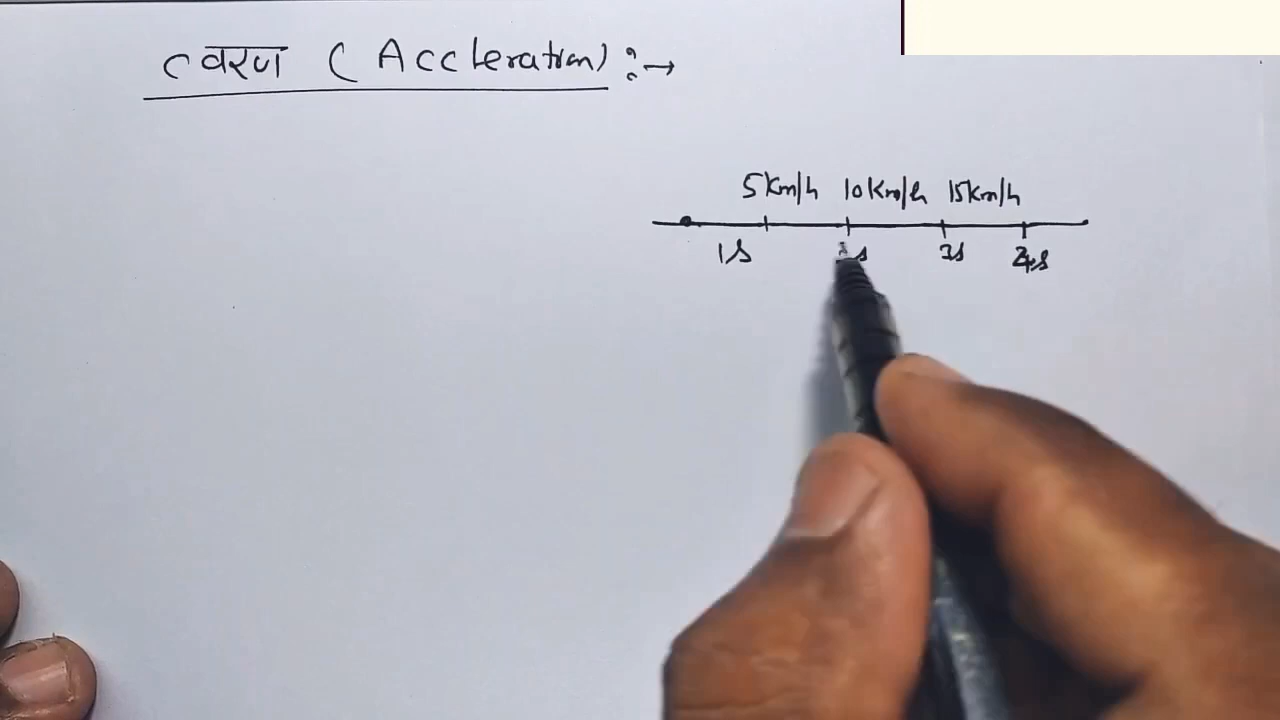 त्वरण ( Accleration) :→
5Km/h 10Km/h 15Km/h
1s 3s 4s